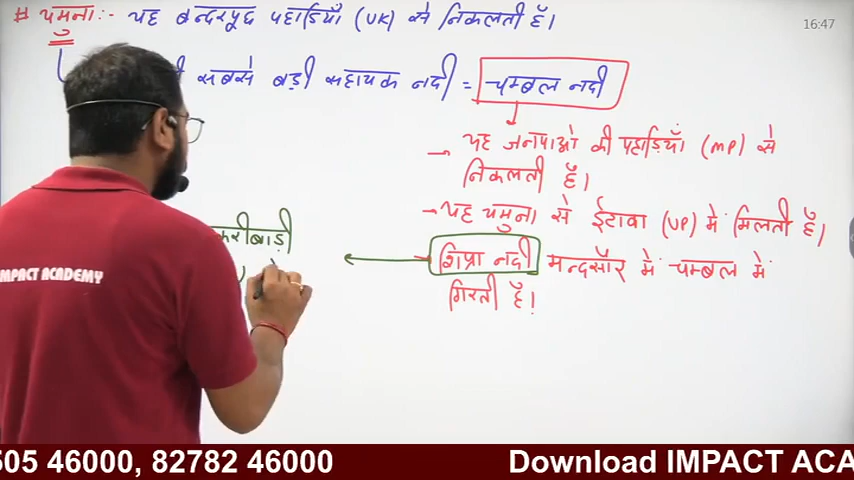 # यमुना:- यह बन्दरपूछ पहाड़ियाँ (UK) से निकलती हैं।
16:47
सबसे बड़ी सहायक नदी = चम्बल नदी
→ यह जनपाओ की पहाड़ियाँ (MP) से
निकलती हैं।
→ यह यमुना से ईटावा (UP) में मिलती हैं।
शिप्रा नदी मन्दसौर में चम्बल में
गिरती हैं।
IMPACT ACADEMY
505 46000, 82782 46000 Download IMPACT ACA